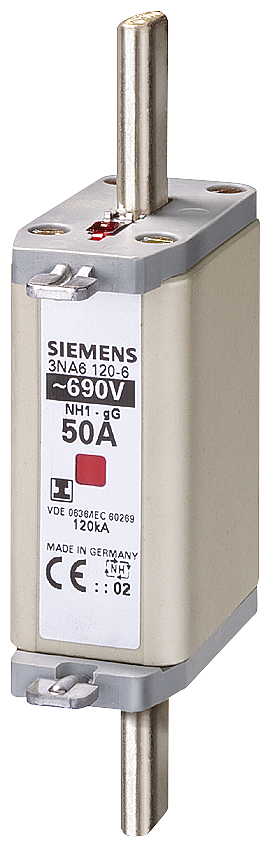 SIEMENS
3NA6 120-6
~690V
NH1 - gG
50A
VDE 0636/IEC 60269
120kA
MADE IN GERMANY
NH
CE :: 02